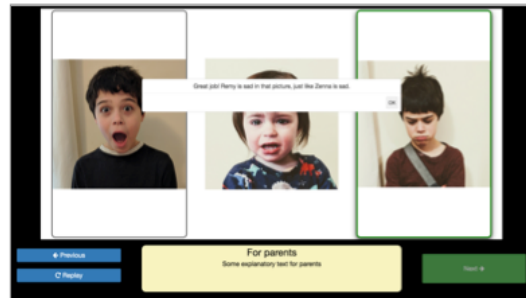 Great job! Remy is sad in that picture, just like Zenna is sad.
OK
← Previous
Replay
For parents
Some explanatory text for parents
Next →